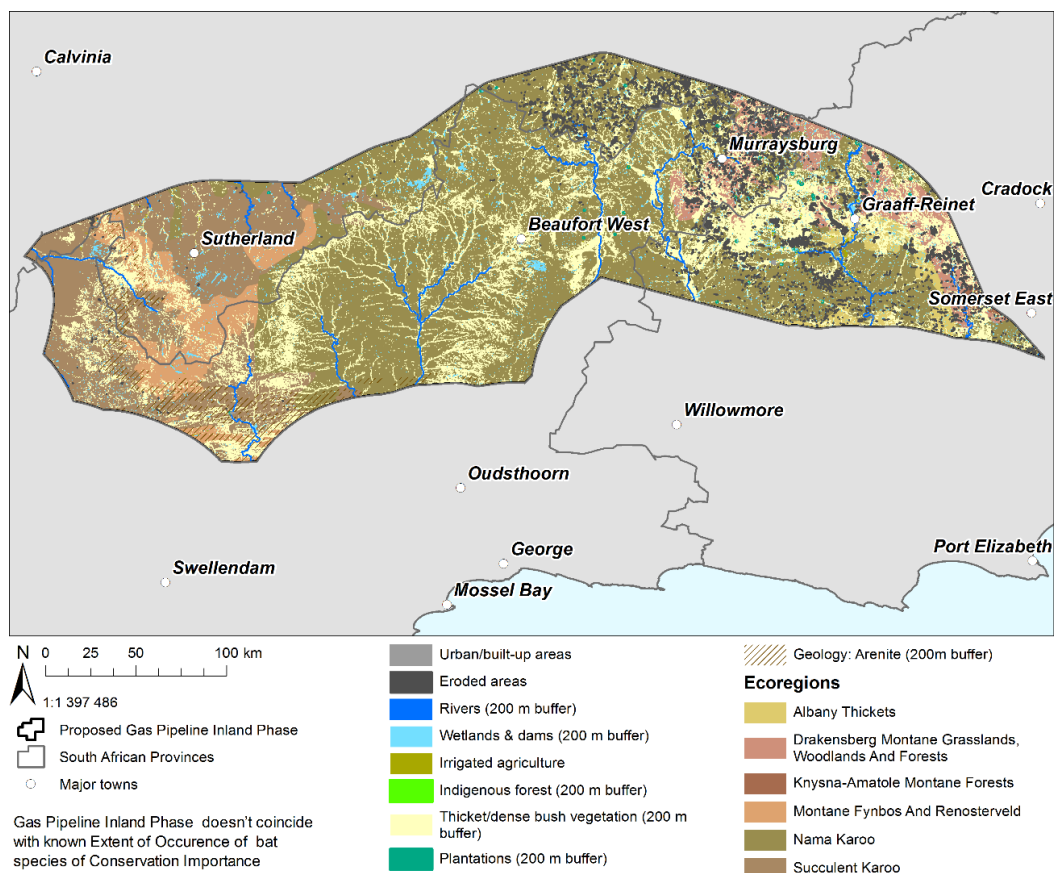 Calvinia
Murraysburg
Cradock
Graaff-Reinet
Sutherland
Beaufort West
Somerset East
Willowmore
Oudsthoorn
George
Port Elizabeth
Swellendam
Mossel Bay
N
0 25 50 100 km
1:1 397 486
Proposed Gas Pipeline Inland Phase
South African Provinces
Major towns
Gas Pipeline Inland Phase doesn't coincide
with known Extent of Occurence of bat
species of Conservation Importance
Urban/built-up areas
Eroded areas
Rivers (200 m buffer)
Wetlands & dams (200 m buffer)
Irrigated agriculture
Indigenous forest (200 m buffer)
Thicket/dense bush vegetation (200 m
buffer)
Plantations (200 m buffer)
Geology: Arenite (200m buffer)
Ecoregions
Albany Thickets
Drakensberg Montane Grasslands,
Woodlands And Forests
Knysna-Amatole Montane Forests
Montane Fynbos And Renosterveld
Nama Karoo
Succulent Karoo